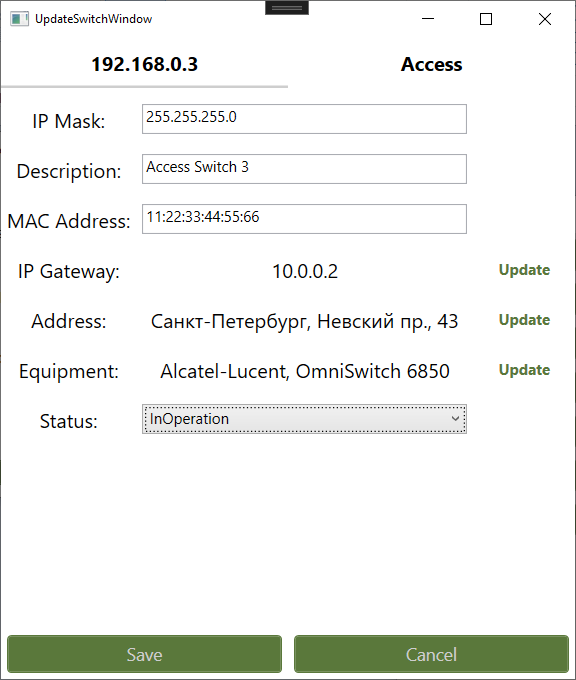 UpdateSwitchWindow
192.168.0.3 Access
IP Mask: 255.255.255.0
Description: Access Switch 3
MAC Address: 11:22:33:44:55:66
IP Gateway: 10.0.0.2 Update
Address: Санкт-Петербург, Невский пр., 43 Update
Equipment: Alcatel-Lucent, OmniSwitch 6850 Update
Status: InOperation
Save Cancel